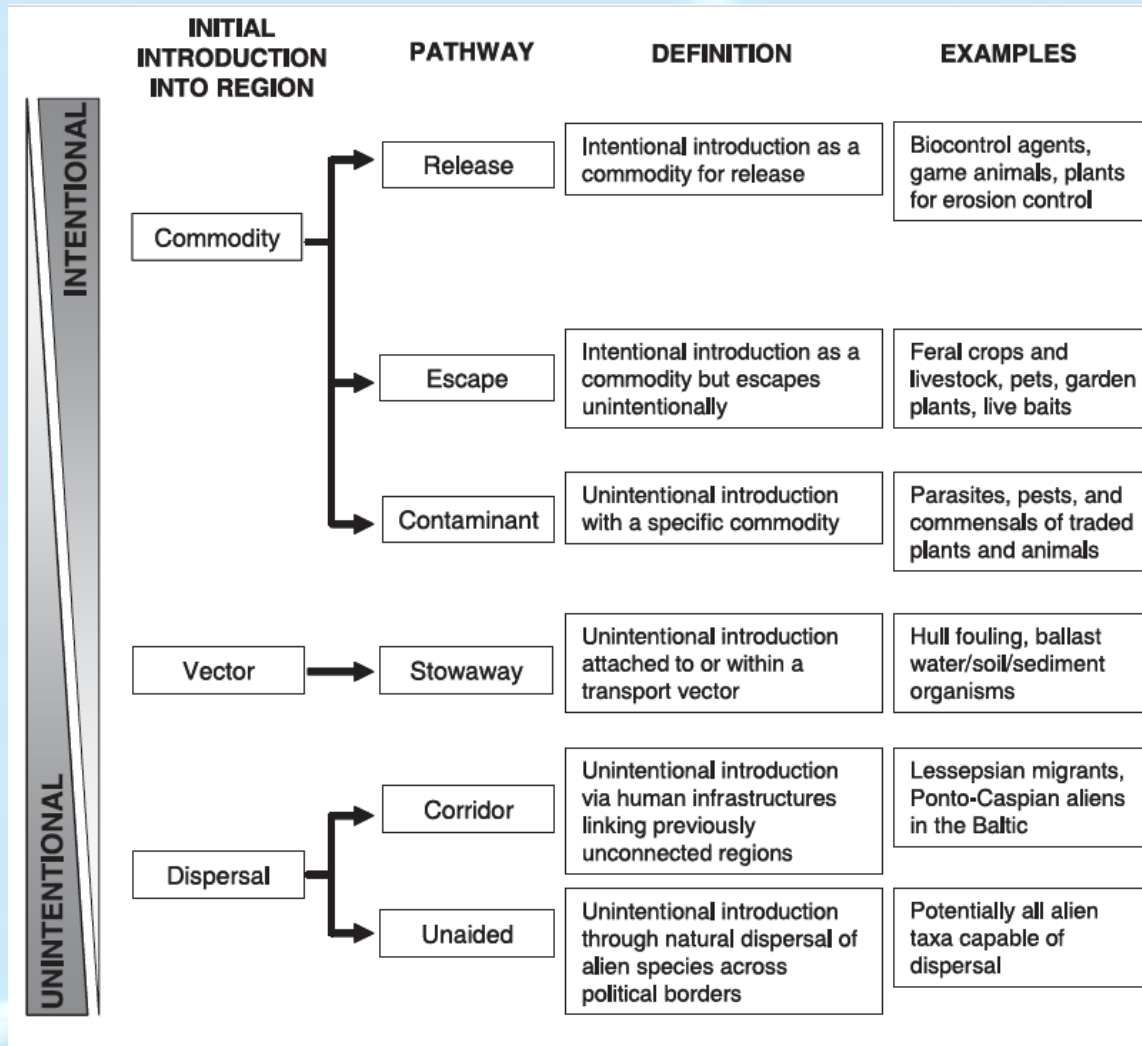 INITIAL
INTRODUCTION
INTO REGION
PATHWAY
DEFINITION
EXAMPLES
INTENTIONAL
UNINTENTIONAL
Commodity
Release
Intentional introduction as a
commodity for release
Biocontrol agents,
game animals, plants
for erosion control
Escape
Intentional introduction as a
commodity but escapes
unintentionally
Feral crops and
livestock, pets, garden
plants, live baits
Contaminant
Unintentional introduction
with a specific commodity
Parasites, pests, and
commensals of traded
plants and animals
Vector
Stowaway
Unintentional introduction
attached to or within a
transport vector
Hull fouling, ballast
water/soil/sediment
organisms
Dispersal
Corridor
Unintentional introduction
via human infrastructures
linking previously
unconnected regions
Lessepsian migrants,
Ponto-Caspian aliens
in the Baltic
Unaided
Unintentional introduction
through natural dispersal of
alien species across
political borders
Potentially all alien
taxa capable of
dispersal